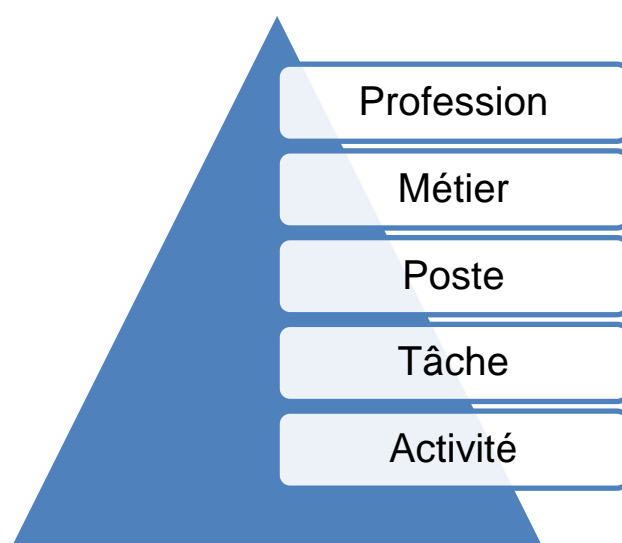 Profession
Métier
Poste
Tâche
Activité